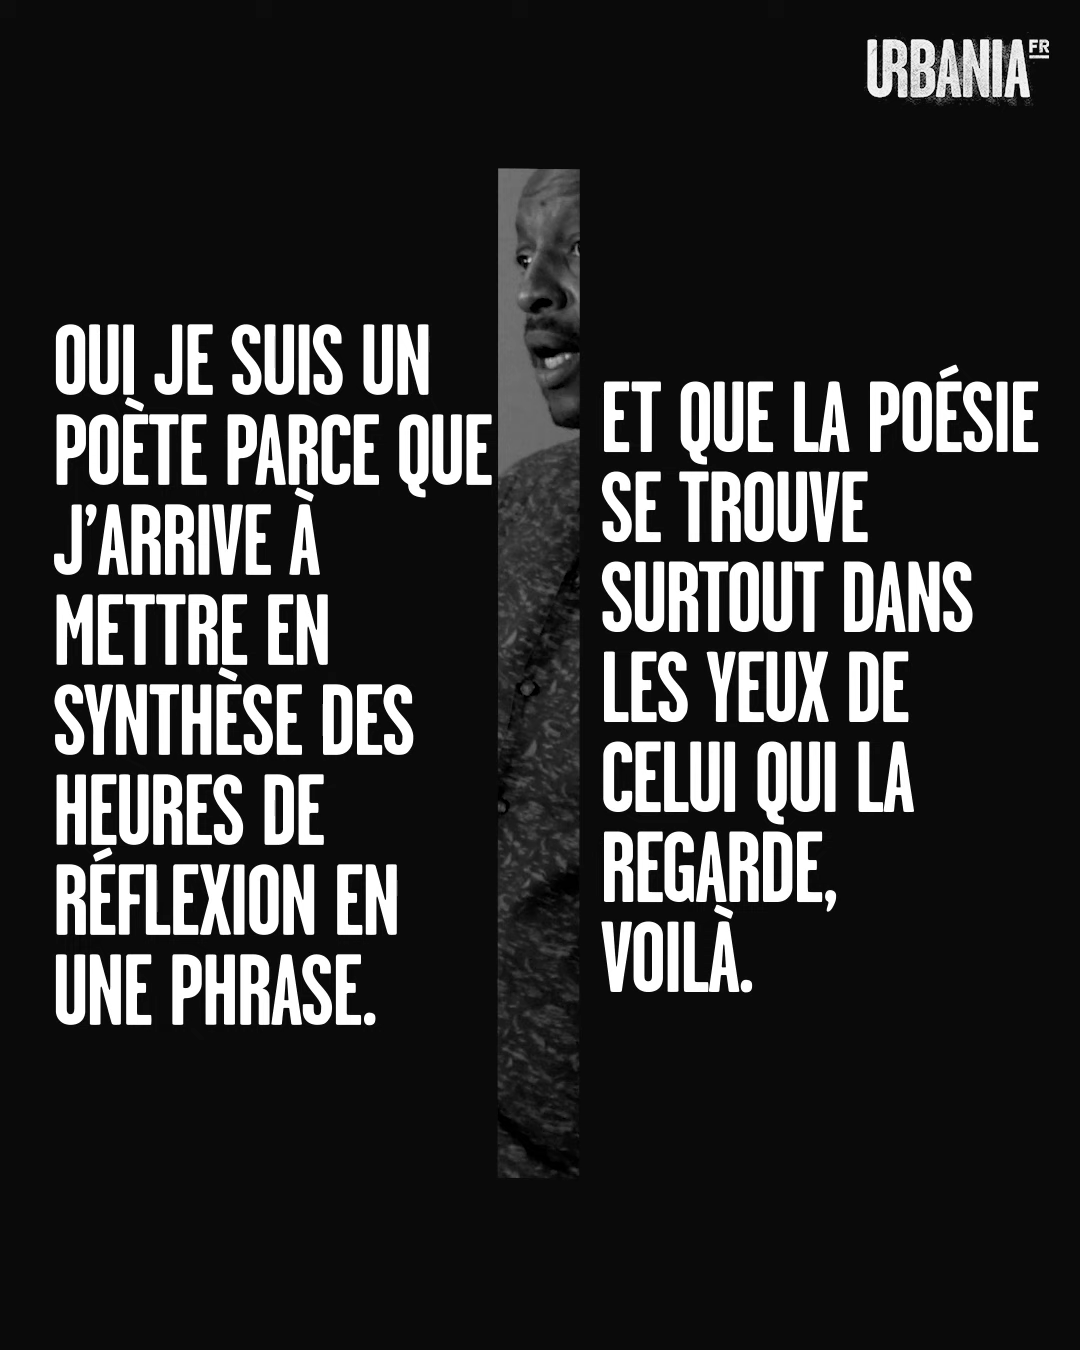 URBANIA FR
OUI JE SUIS UN
POÈTE PARCE QUE
J’ARRIVE À
METTRE EN
SYNTHÈSE DES
HEURES DE
RÉFLEXION EN
UNE PHRASE.
ET QUE LA POÉSIE
SE TROUVE
SURTOUT DANS
LES YEUX DE
CELUI QUI LA
REGARDE,
VOILÀ.